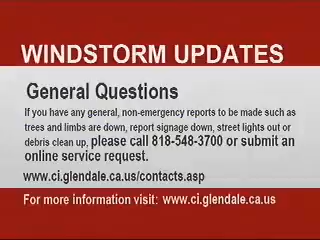 WINDSTORM UPDATES
General Questions
If you have any general, non-emergency reports to be made such as
trees and limbs are down, report signage down, street lights out or
debris clean up, please call 818-548-3700 or submit an
online service request.
www.ci.glendale.ca.us/contacts.asp
For more information visit: www.ci.glendale.ca.us